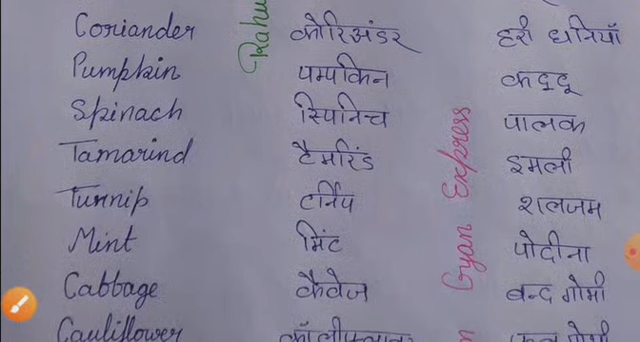 Coriander कोरिअंडर हरी धनियाँ
Pumpkin पम्पकिन कद्दू
Spinach स्पिनिच पालक
Tamarind टैमरिंड इमली
Turnip टर्निप शलजम
Mint मिंट पोदीना
Cabbage कैवेज बन्द गोभी
Cauliflower
Rahu
Gyan Express